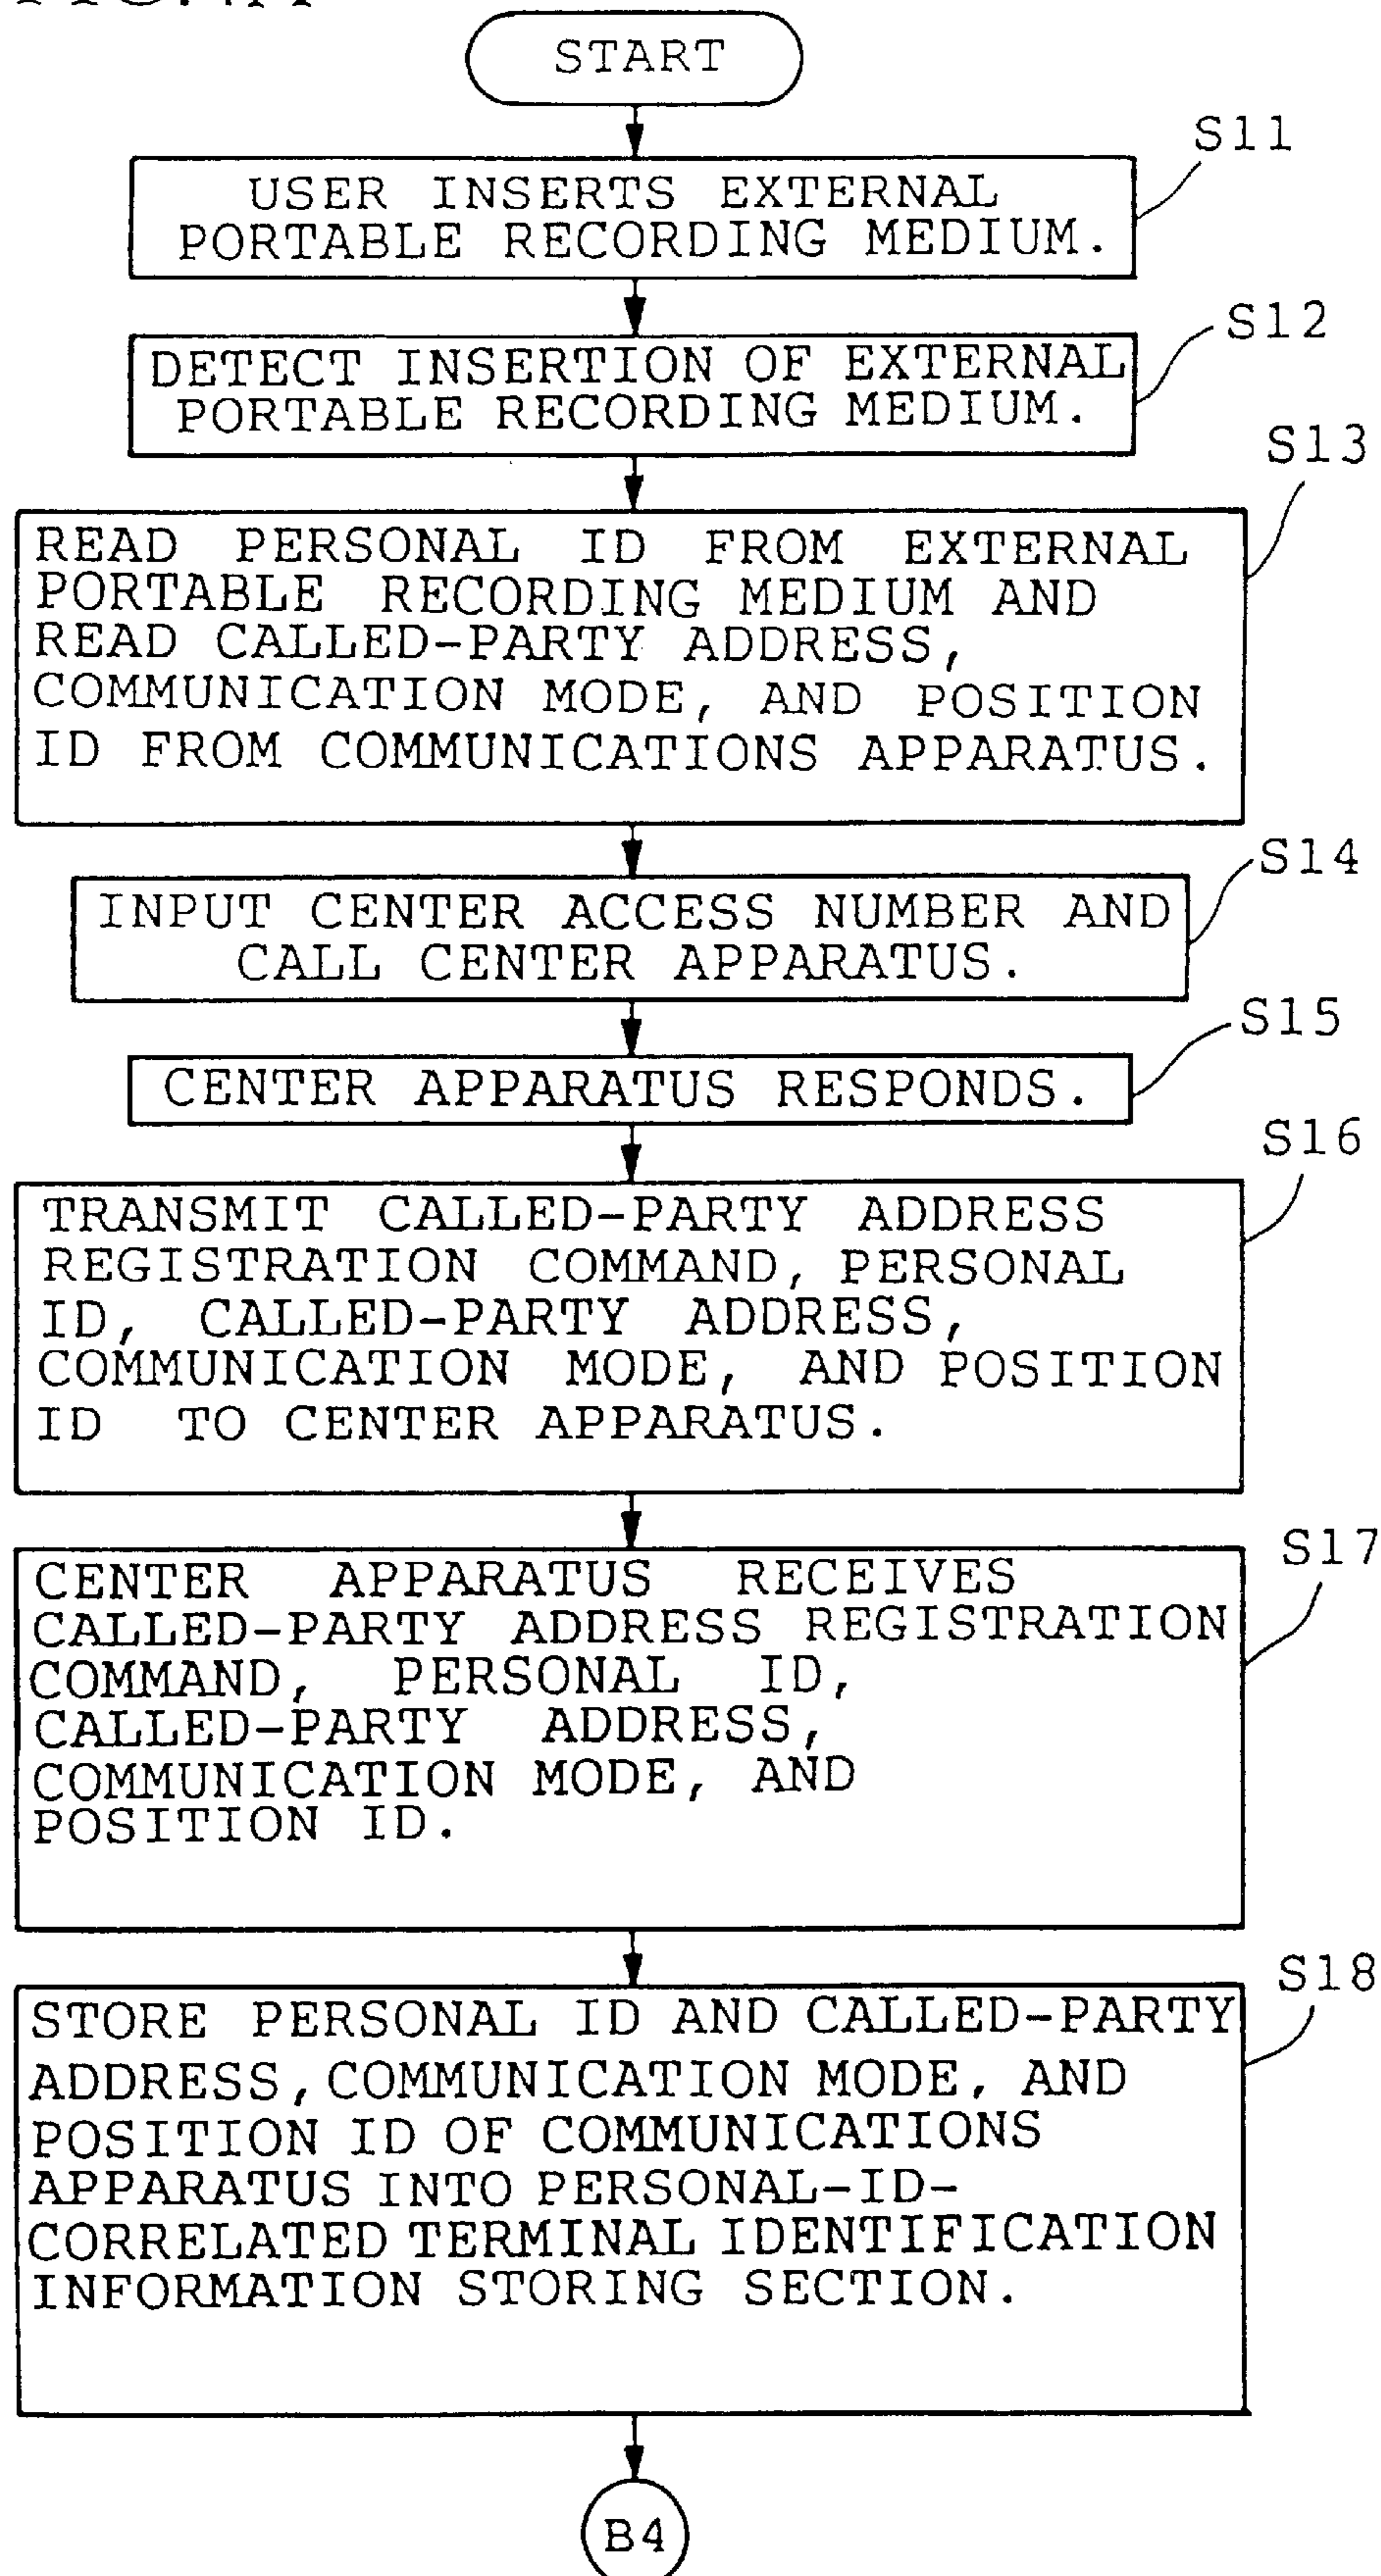 START
S11
USER INSERTS EXTERNAL
PORTABLE RECORDING MEDIUM.
S12
DETECT INSERTION OF EXTERNAL
PORTABLE RECORDING MEDIUM.
S13
READ PERSONAL ID FROM EXTERNAL
PORTABLE RECORDING MEDIUM AND
READ CALLED-PARTY ADDRESS,
COMMUNICATION MODE, AND POSITION
ID FROM COMMUNICATIONS APPARATUS.
S14
INPUT CENTER ACCESS NUMBER AND
CALL CENTER APPARATUS.
S15
CENTER APPARATUS RESPONDS.
S16
TRANSMIT CALLED-PARTY ADDRESS
REGISTRATION COMMAND, PERSONAL
ID, CALLED-PARTY ADDRESS,
COMMUNICATION MODE, AND POSITION
ID TO CENTER APPARATUS.
S17
CENTER APPARATUS RECEIVES
CALLED-PARTY ADDRESS REGISTRATION
COMMAND, PERSONAL ID,
CALLED-PARTY ADDRESS,
COMMUNICATION MODE, AND
POSITION ID.
S18
STORE PERSONAL ID AND CALLED-PARTY
ADDRESS, COMMUNICATION MODE, AND
POSITION ID OF COMMUNICATIONS
APPARATUS INTO PERSONAL-ID-
CORRELATED TERMINAL IDENTIFICATION
INFORMATION STORING SECTION.
B4